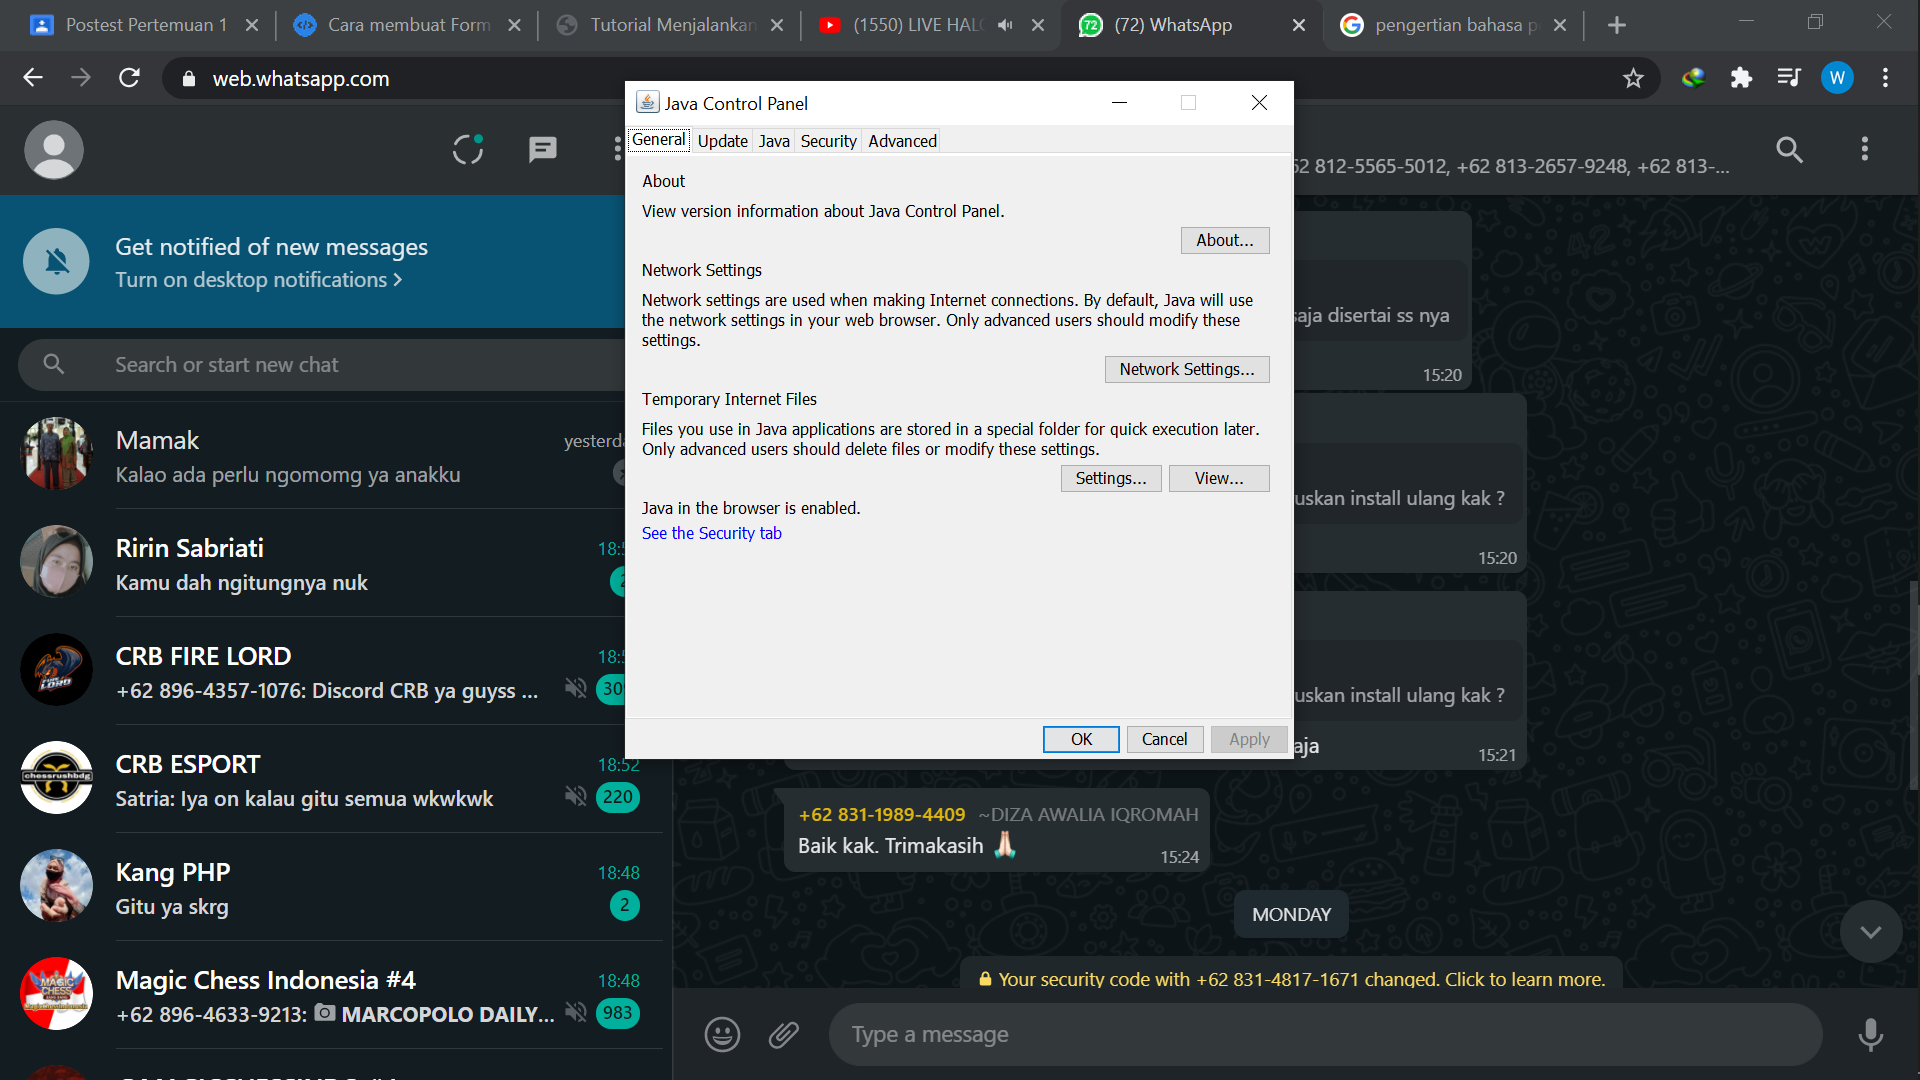 Postest Pertemuan 1
Cara membuat Form
Tutorial Menjalankan
(1550) LIVE HAL
(72) WhatsApp
pengertian bahasa p
web.whatsapp.com
W
Java Control Panel
General Update Java Security Advanced
About
View version information about Java Control Panel.
About...
Network Settings
Network settings are used when making Internet connections. By default, Java will use
the network settings in your web browser. Only advanced users should modify these
settings.
Network Settings...
Temporary Internet Files
Files you use in Java applications are stored in a special folder for quick execution later.
Only advanced users should delete files or modify these settings.
Settings... View...
Java in the browser is enabled.
See the Security tab
OK Cancel Apply
Get notified of new messages
Turn on desktop notifications >
Search or start new chat
Mamak
Kalao ada perlu ngomomg ya anakku
Ririn Sabriati
Kamu dah ngitungnya nuk
CRB FIRE LORD
+62 896-4357-1076: Discord CRB ya guyss ...
CRB ESPORT 18:52
Satria: Iya on kalau gitu semua wkwkwk 220
Kang PHP 18:48
Gitu ya skrg 2
Magic Chess Indonesia #4 18:48
+62 896-4633-9213: MARCOPOLO DAILY... 983
62 812-5565-5012, +62 813-2657-9248, +62 813-...
saja disertai ss nya
15:20
uskan install ulang kak ?
15:20
uskan install ulang kak ?
aja
15:21
+62 831-1989-4409 ~DIZA AWALIA IQROMAH
Baik kak. Trimakasih 🙏🏻
15:24
MONDAY
Your security code with +62 831-4817-1671 changed. Click to learn more.
Type a message